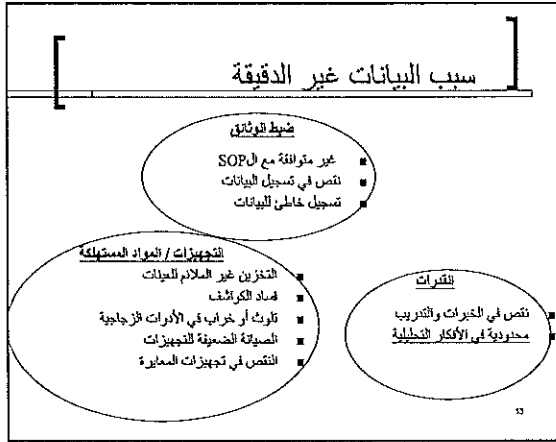 سبب البيانات غير الدقيقة
ضبط الوثائق
غير متوافقة مع الSOP
نقص في تسجيل البيانات
تسجيل خاطئ للبيانات
التجهيزات / المواد المستهلكة
التخزين غير الملائم للعينات
فساد الكواشف
تلوث أو خراب في الأدوات الزجاجية
الصيانة الضعيفة للتجهيزات
النقص في تجهيزات المعايرة
القدرات
نقص في الخبرات والتدريب
محدودية في الأفكار التحليلية
13